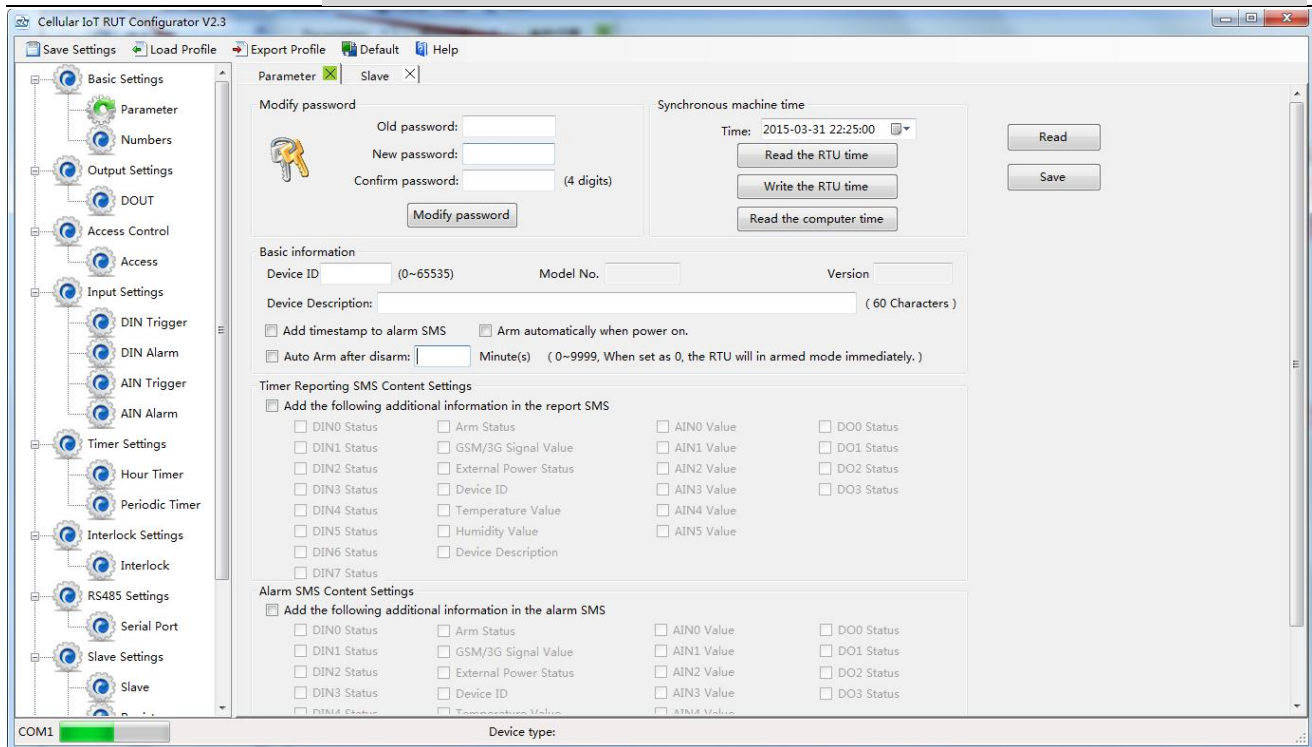 Cellular IoT RUT Configurator V2.3
Save Settings Load Profile Export Profile Default Help
Basic Settings
Parameter
Numbers
Output Settings
DOUT
Access Control
Access
Input Settings
DIN Trigger
DIN Alarm
AIN Trigger
AIN Alarm
Timer Settings
Hour Timer
Periodic Timer
Interlock Settings
Interlock
RS485 Settings
Serial Port
Slave Settings
Slave
Parameter Slave
Modify password
Old password:
New password:
Confirm password: (4 digits)
Modify password
Synchronous machine time
Time: 2015-03-31 22:25:00
Read the RTU time
Write the RTU time
Read the computer time
Read
Save
Basic information
Device ID (0~65535) Model No. Version
Device Description: ( 60 Characters )
Add timestamp to alarm SMS Arm automatically when power on.
Auto Arm after disarm: Minute(s) ( 0~9999, When set as 0, the RTU will in armed mode immediately. )
Timer Reporting SMS Content Settings
Add the following additional information in the report SMS
DIN0 Status Arm Status AIN0 Value DO0 Status
DIN1 Status GSM/3G Signal Value AIN1 Value DO1 Status
DIN2 Status External Power Status AIN2 Value DO2 Status
DIN3 Status Device ID AIN3 Value DO3 Status
DIN4 Status Temperature Value AIN4 Value
DIN5 Status Humidity Value AIN5 Value
DIN6 Status Device Description
DIN7 Status
Alarm SMS Content Settings
Add the following additional information in the alarm SMS
DIN0 Status Arm Status AIN0 Value DO0 Status
DIN1 Status GSM/3G Signal Value AIN1 Value DO1 Status
DIN2 Status External Power Status AIN2 Value DO2 Status
DIN3 Status Device ID AIN3 Value DO3 Status
DIN4 Status Temperature Value AIN4 Value
COM1 Device type: